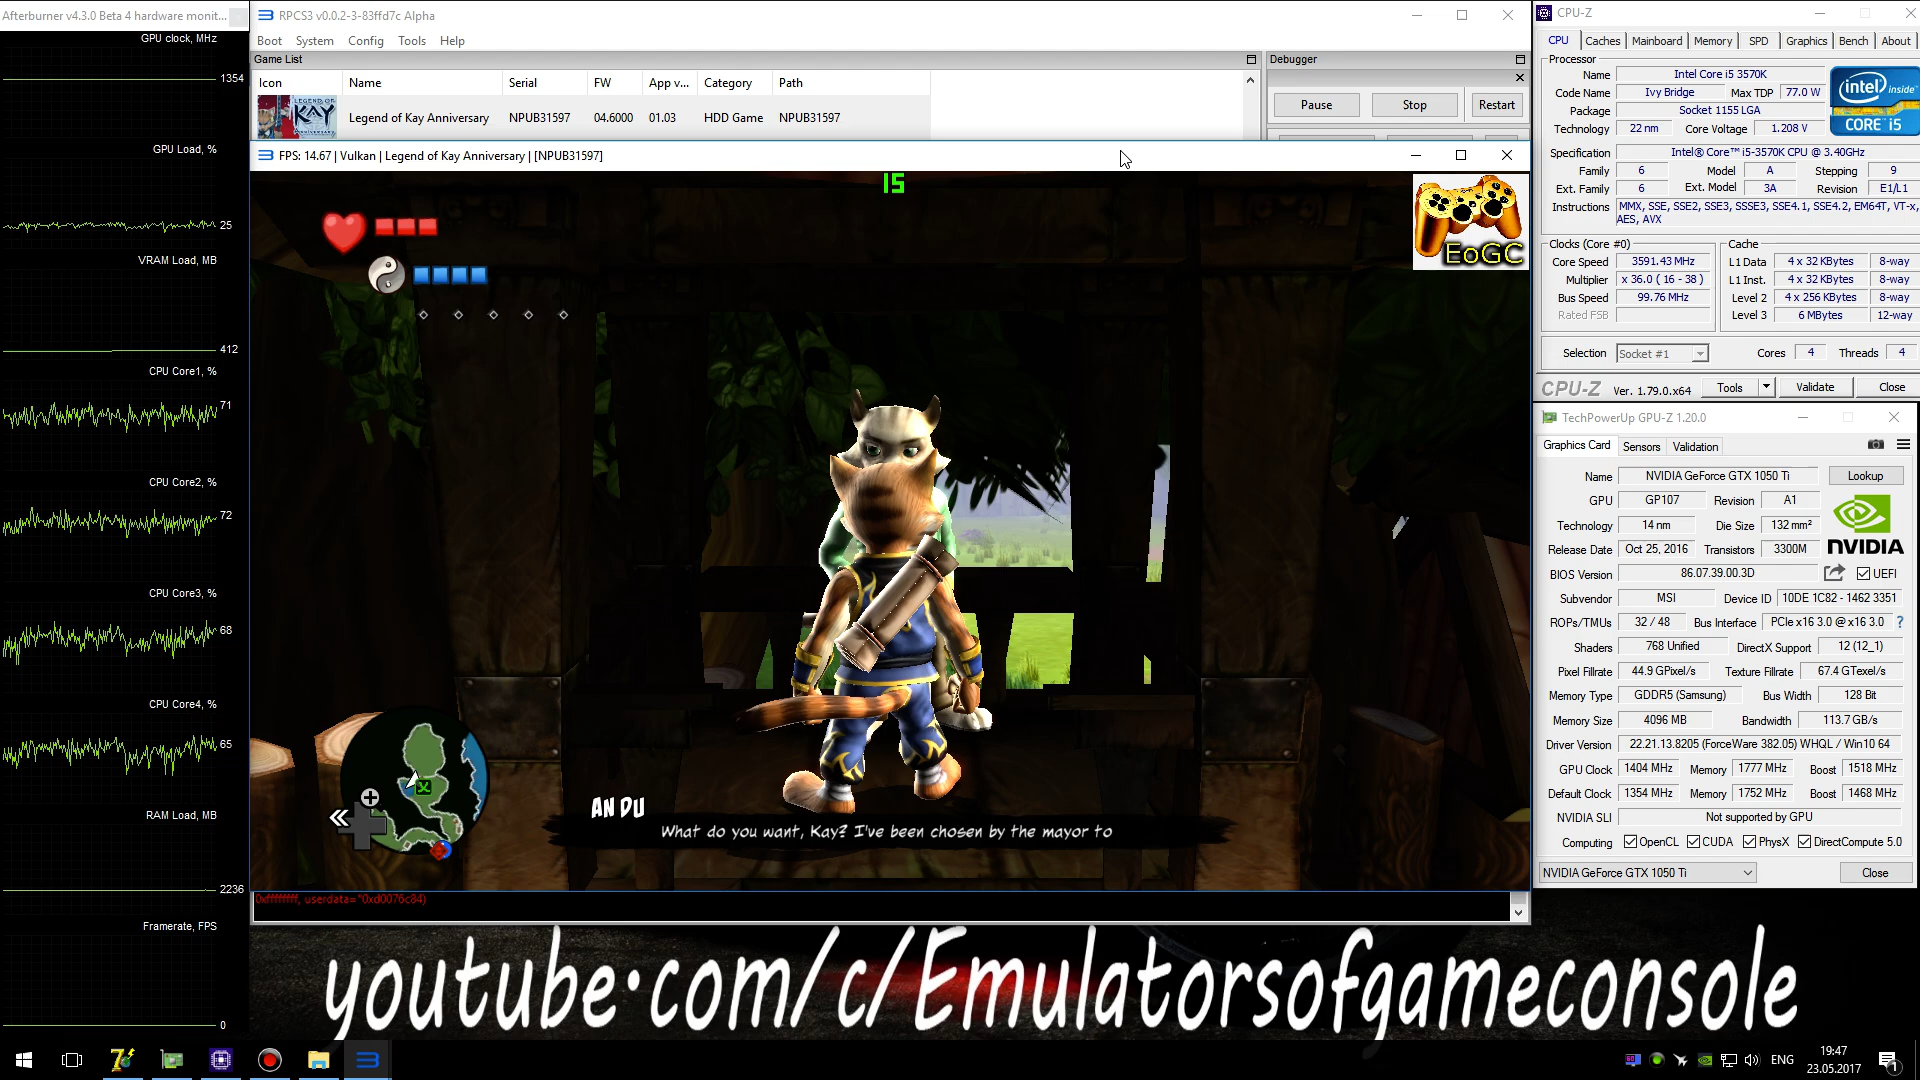 Afterburner v4.3.0 Beta 4 hardware monit...
GPU clock, MHz
1354
GPU Load, %
25
VRAM Load, MB
412
CPU Core1, %
71
CPU Core2, %
72
CPU Core3, %
68
CPU Core4, %
65
RAM Load, MB
2236
Framerate, FPS
0
RPCS3 v0.0.2-3-83ffd7c Alpha
Boot System Config Tools Help
Game List
Icon Name Serial FW App v... Category Path
LEGEND OF KAY
Legend of Kay Anniversary NPUB31597 04.6000 01.03 HDD Game NPUB31597
Debugger
Pause Stop Restart
FPS: 14.67 | Vulkan | Legend of Kay Anniversary | [NPUB31597]
15
EoGC
AN DU
What do you want, Kay? I've been chosen by the mayor to
0xffffffff, userdata=*0xd0076c84)
youtube.com/c/Emulatorsofgameconsole
CPU-Z
CPU Caches Mainboard Memory SPD Graphics Bench About
Processor
Name Intel Core i5 3570K
Code Name Ivy Bridge Max TDP 77.0 W
Package Socket 1155 LGA
Technology 22 nm Core Voltage 1.208 V
intel inside
CORE i5
Specification Intel® Core™ i5-3570K CPU @ 3.40GHz
Family 6 Model A Stepping 9
Ext. Family 6 Ext. Model 3A Revision E1/L1
Instructions MMX, SSE, SSE2, SSE3, SSSE3, SSE4.1, SSE4.2, EM64T, VT-x,
AES, AVX
Clocks (Core #0)
Core Speed 3591.43 MHz
Multiplier x 36.0 ( 16 - 38 )
Bus Speed 99.76 MHz
Rated FSB
Cache
L1 Data 4 x 32 KBytes 8-way
L1 Inst. 4 x 32 KBytes 8-way
Level 2 4 x 256 KBytes 8-way
Level 3 6 MBytes 12-way
Selection Socket #1 Cores 4 Threads 4
CPU-Z Ver. 1.79.0.x64 Tools Validate Close
TechPowerUp GPU-Z 1.20.0
Graphics Card Sensors Validation
Name NVIDIA GeForce GTX 1050 Ti Lookup
GPU GP107 Revision A1
Technology 14 nm Die Size 132 mm²
Release Date Oct 25, 2016 Transistors 3300M
NVIDIA
BIOS Version 86.07.39.00.3D UEFI
Subvendor MSI Device ID 10DE 1C82 - 1462 3351
ROPs/TMUs 32 / 48 Bus Interface PCIe x16 3.0 @ x16 3.0 ?
Shaders 768 Unified DirectX Support 12 (12_1)
Pixel Fillrate 44.9 GPixel/s Texture Fillrate 67.4 GTexel/s
Memory Type GDDR5 (Samsung) Bus Width 128 Bit
Memory Size 4096 MB Bandwidth 113.7 GB/s
Driver Version 22.21.13.8205 (ForceWare 382.05) WHQL / Win10 64
GPU Clock 1404 MHz Memory 1777 MHz Boost 1518 MHz
Default Clock 1354 MHz Memory 1752 MHz Boost 1468 MHz
NVIDIA SLI Not supported by GPU
Computing OpenCL CUDA PhysX DirectCompute 5.0
NVIDIA GeForce GTX 1050 Ti Close
ENG
19:47
23.05.2017
1